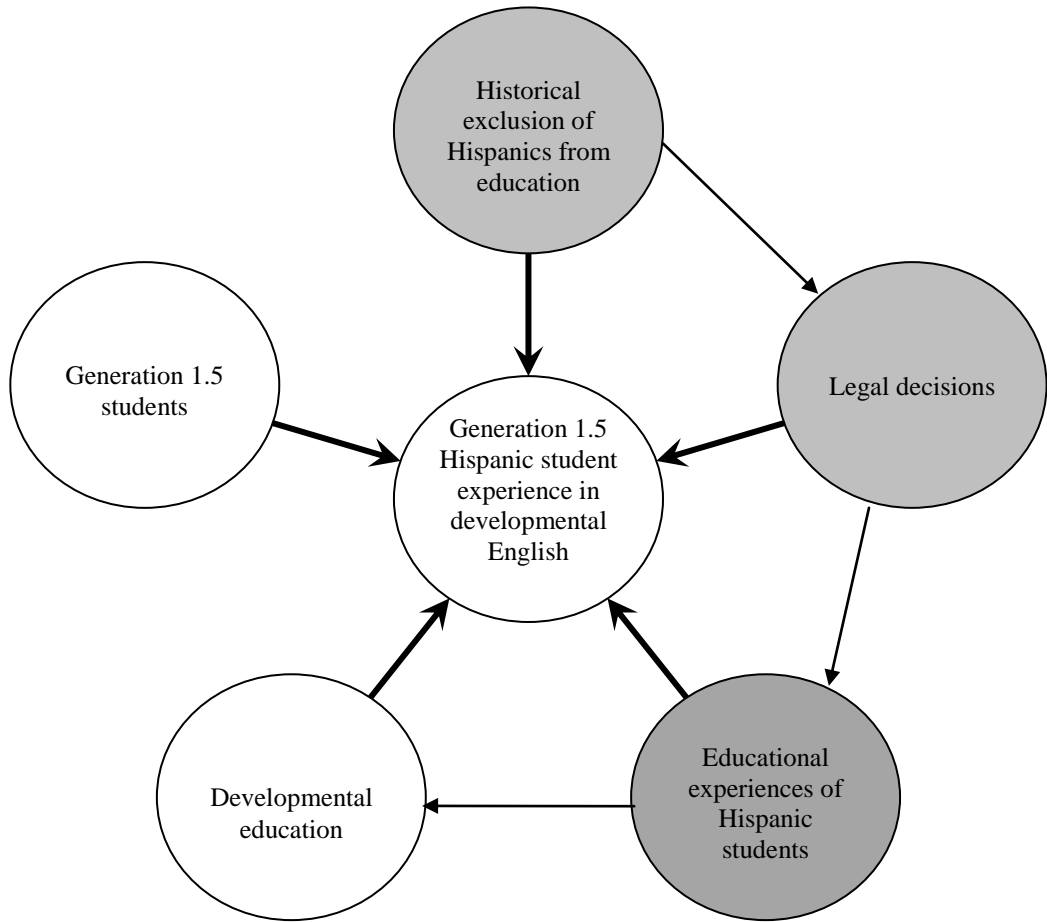 Historical
exclusion of
Hispanics from
education
Generation 1.5
students
Legal decisions
Generation 1.5
Hispanic student
experience in
developmental
English
Developmental
education
Educational
experiences of
Hispanic
students